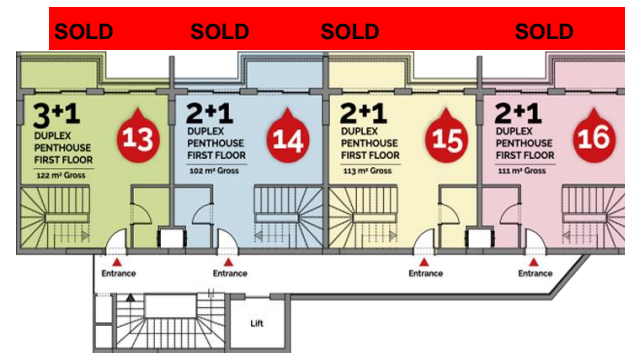 SOLD SOLD SOLD SOLD
3+1
DUPLEX
PENTHOUSE
FIRST FLOOR
122 m² Gross
13
2+1
DUPLEX
PENTHOUSE
FIRST FLOOR
102 m² Gross
14
2+1
DUPLEX
PENTHOUSE
FIRST FLOOR
113 m² Gross
15
2+1
DUPLEX
PENTHOUSE
FIRST FLOOR
111 m² Gross
16
Entrance
Entrance
Entrance
Entrance
Lift